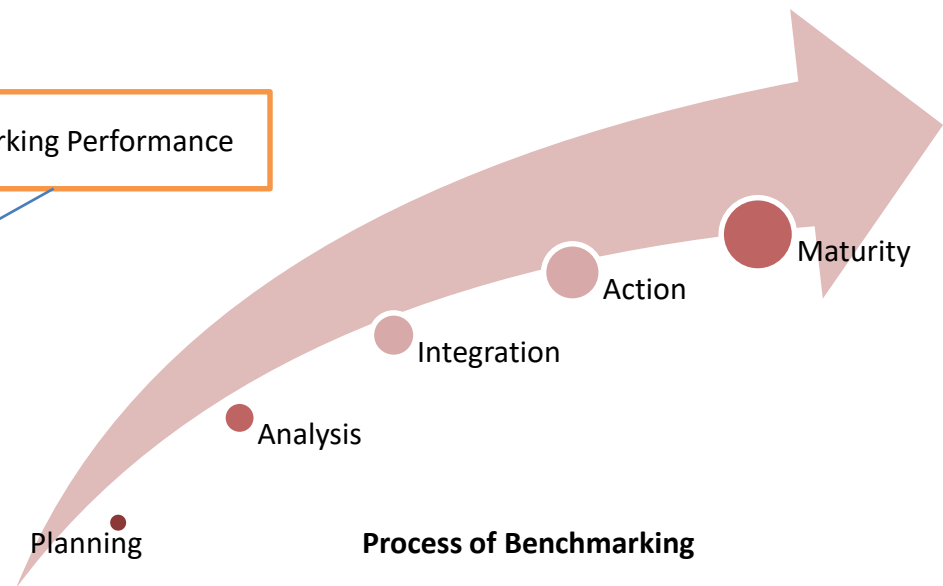 rking Performance
Maturity
Action
Integration
Analysis
Planning
Process of Benchmarking